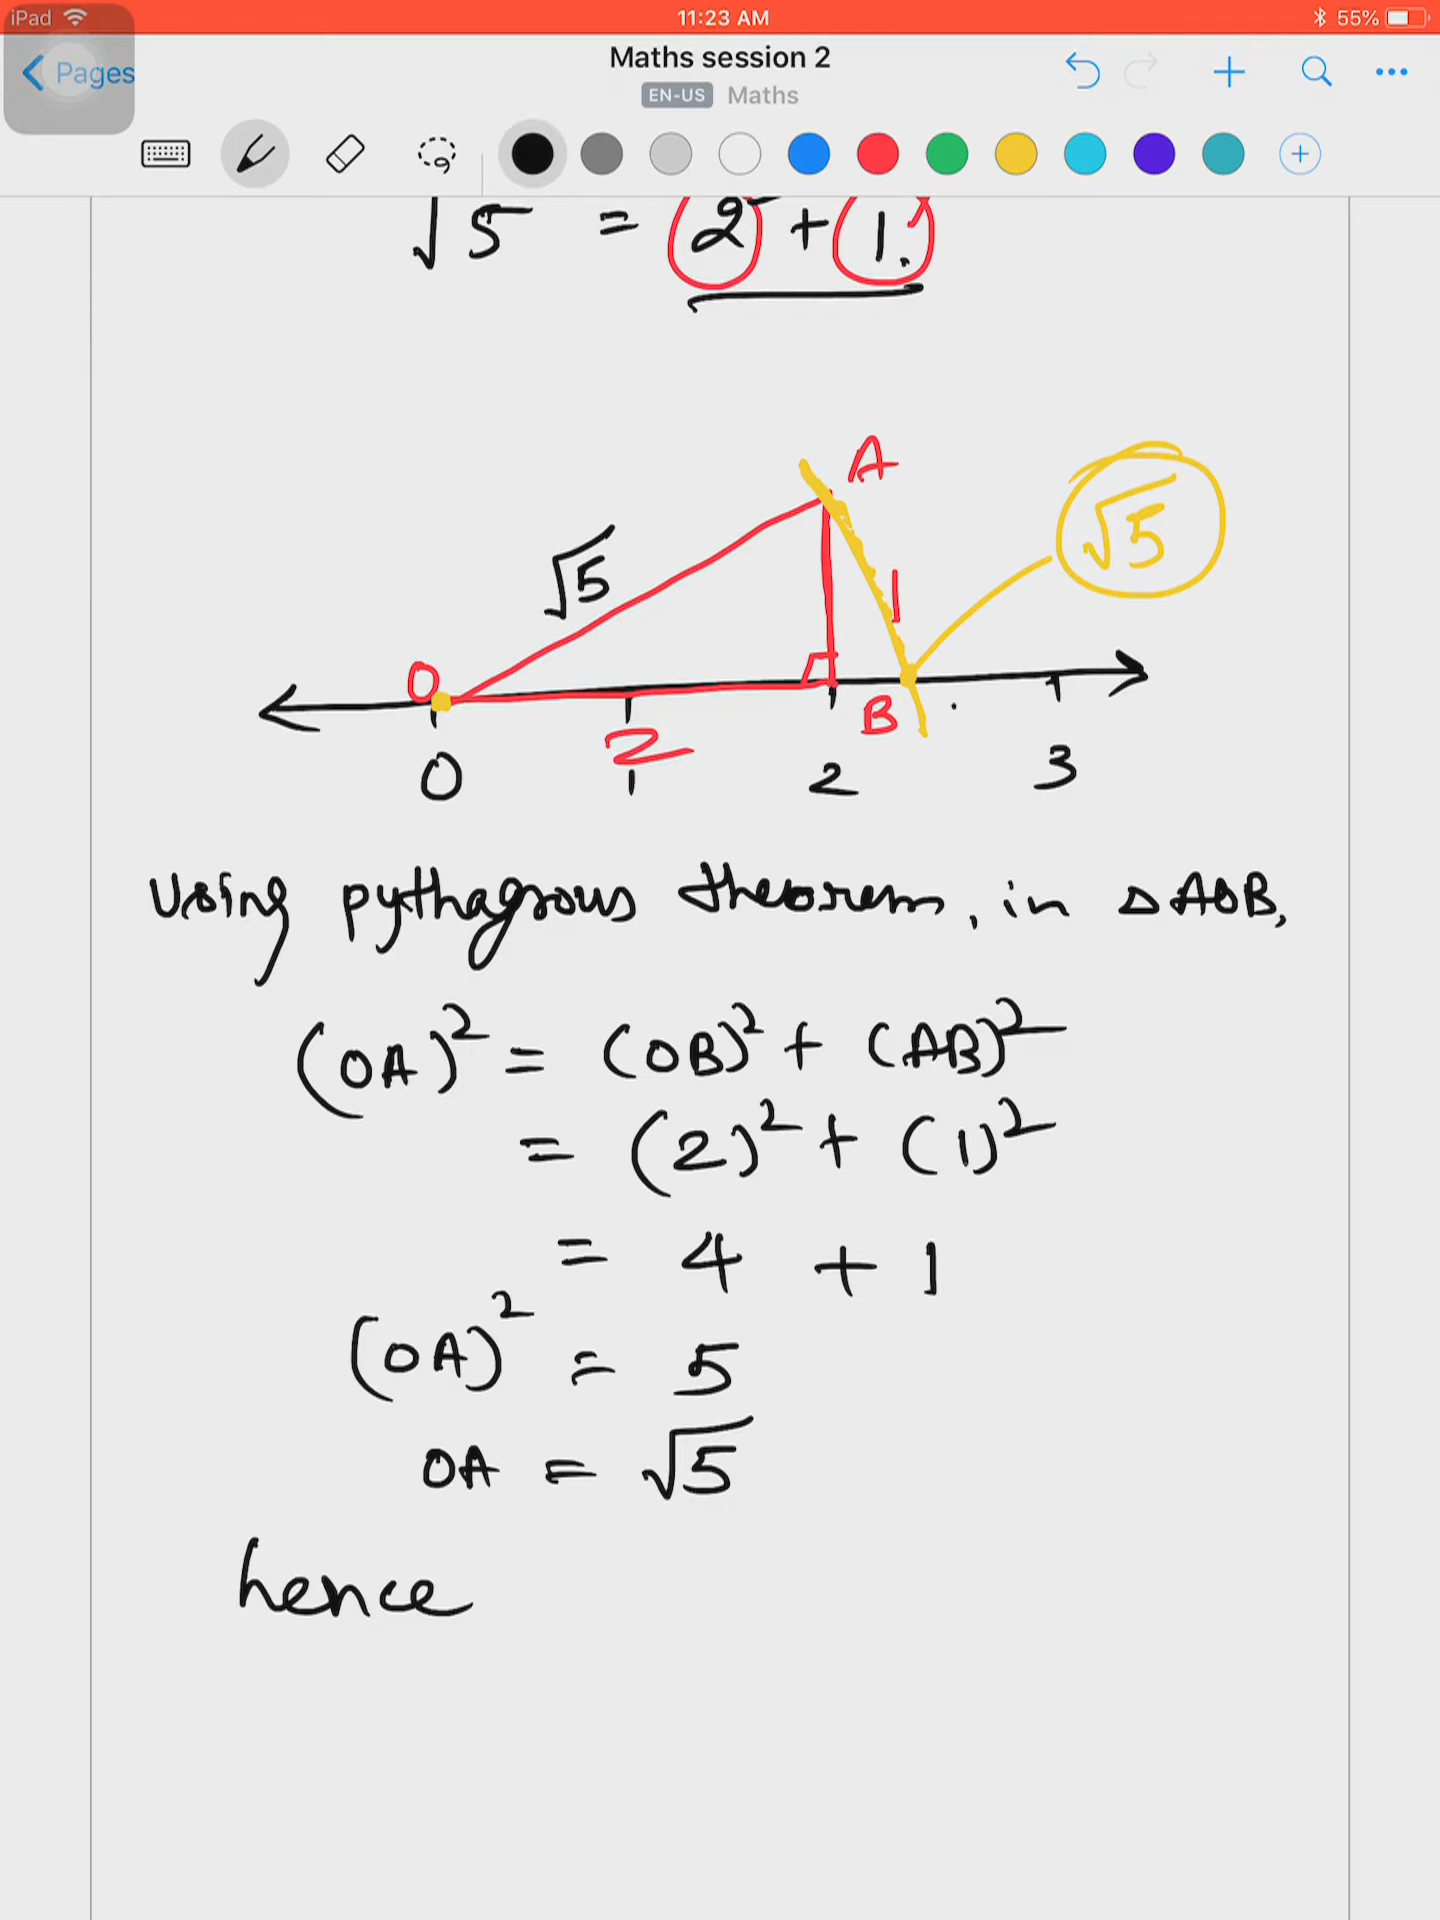 iPad 11:23 AM 55%
Pages Maths session 2
EN-US Maths
√5 = 2 + 1.
A
√5
√5
1
O
B
2
0 1 2 3
Using pythagrous theorem, in △AOB,
(OA)² = (OB)² + (AB)²
= (2)² + (1)²
= 4 + 1
(OA)² = 5
OA = √5
hence